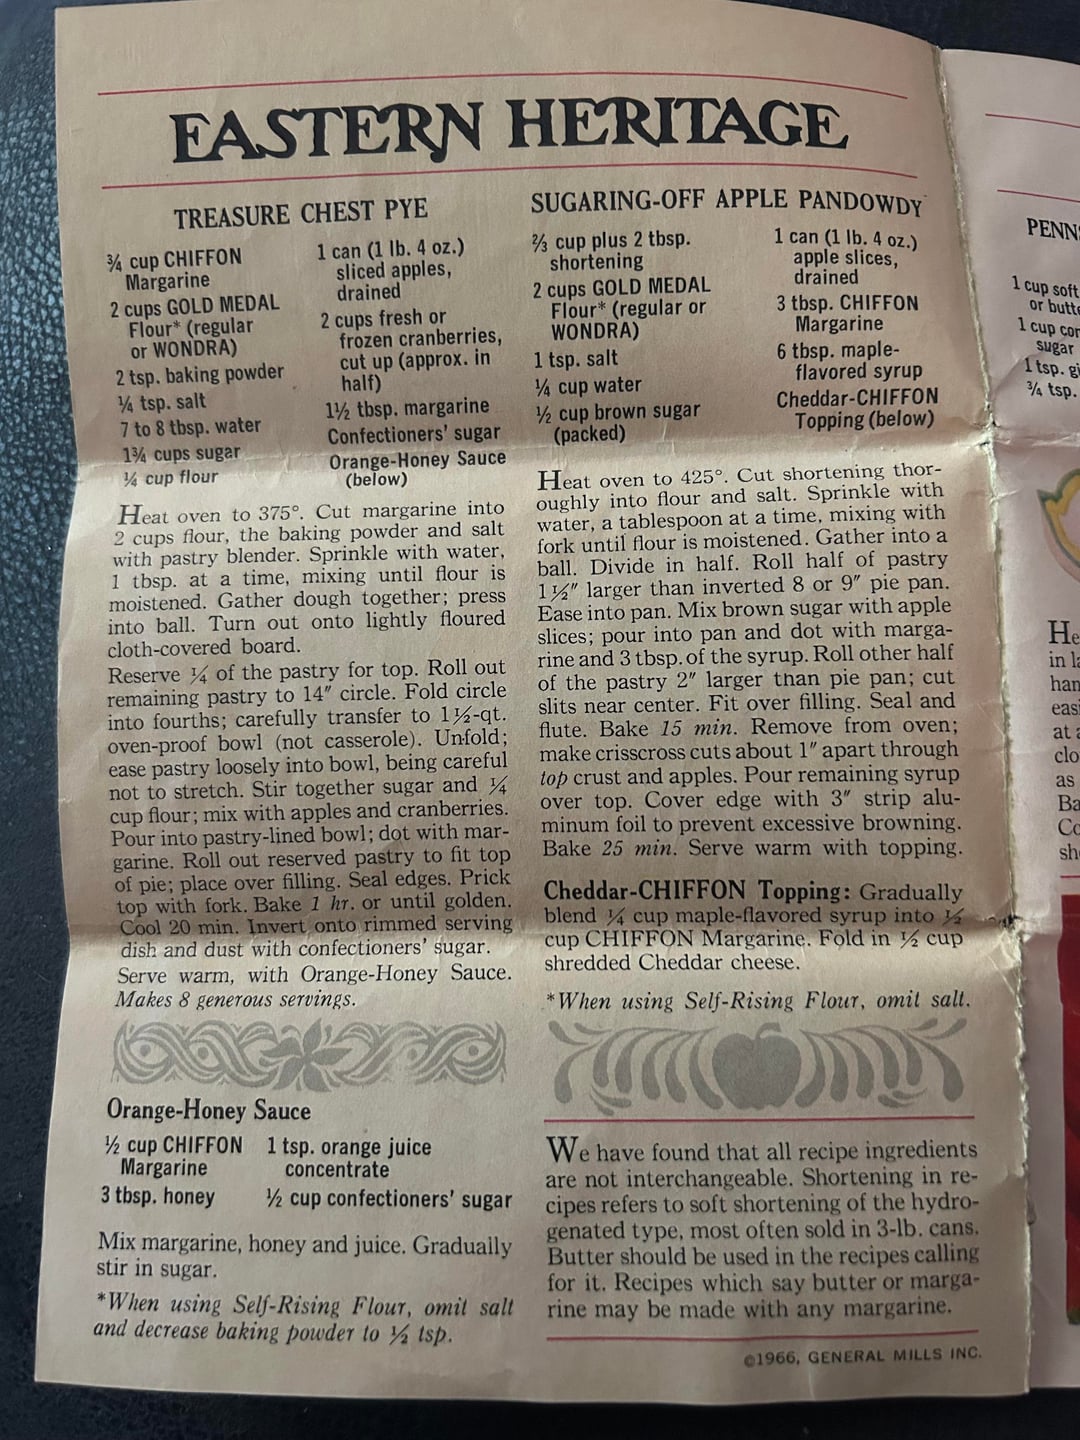 EASTERN HERITAGE
TREASURE CHEST PYE
¾ cup CHIFFON
Margarine
2 cups GOLD MEDAL
Flour* (regular
or WONDRA)
2 tsp. baking powder
¼ tsp. salt
7 to 8 tbsp. water
1¾ cups sugar
¼ cup flour
1 can (1 lb. 4 oz.)
sliced apples,
drained
2 cups fresh or
frozen cranberries,
cut up (approx. in
half)
1½ tbsp. margarine
Confectioners' sugar
Orange-Honey Sauce
(below)
Heat oven to 375°. Cut margarine into
2 cups flour, the baking powder and salt
with pastry blender. Sprinkle with water,
1 tbsp. at a time, mixing until flour is
moistened. Gather dough together; press
into ball. Turn out onto lightly floured
cloth-covered board.
Reserve ¼ of the pastry for top. Roll out
remaining pastry to 14" circle. Fold circle
into fourths; carefully transfer to 1½-qt.
oven-proof bowl (not casserole). Unfold;
ease pastry loosely into bowl, being careful
not to stretch. Stir together sugar and ¼
cup flour; mix with apples and cranberries.
Pour into pastry-lined bowl; dot with mar-
garine. Roll out reserved pastry to fit top
of pie; place over filling. Seal edges. Prick
top with fork. Bake 1 hr. or until golden.
Cool 20 min. Invert onto rimmed serving
dish and dust with confectioners' sugar.
Serve warm, with Orange-Honey Sauce.
Makes 8 generous servings.
Orange-Honey Sauce
½ cup CHIFFON
Margarine
3 tbsp. honey
1 tsp. orange juice
concentrate
½ cup confectioners' sugar
Mix margarine, honey and juice. Gradually
stir in sugar.
*When using Self-Rising Flour, omit salt
and decrease baking powder to ½ tsp.
SUGARING-OFF APPLE PANDOWDY
⅔ cup plus 2 tbsp.
shortening
2 cups GOLD MEDAL
Flour* (regular or
WONDRA)
1 tsp. salt
¼ cup water
½ cup brown sugar
(packed)
1 can (1 lb. 4 oz.)
apple slices,
drained
3 tbsp. CHIFFON
Margarine
6 tbsp. maple-
flavored syrup
Cheddar-CHIFFON
Topping (below)
Heat oven to 425°. Cut shortening thor-
oughly into flour and salt. Sprinkle with
water, a tablespoon at a time, mixing with
fork until flour is moistened. Gather into a
ball. Divide in half. Roll half of pastry
1½" larger than inverted 8 or 9" pie pan.
Ease into pan. Mix brown sugar with apple
slices; pour into pan and dot with marga-
rine and 3 tbsp. of the syrup. Roll other half
of the pastry 2" larger than pie pan; cut
slits near center. Fit over filling. Seal and
flute. Bake 15 min. Remove from oven;
make crisscross cuts about 1" apart through
top crust and apples. Pour remaining syrup
over top. Cover edge with 3" strip alu-
minum foil to prevent excessive browning.
Bake 25 min. Serve warm with topping.
Cheddar-CHIFFON Topping: Gradually
blend ¼ cup maple-flavored syrup into ½
cup CHIFFON Margarine. Fold in ½ cup
shredded Cheddar cheese.
*When using Self-Rising Flour, omit salt.
We have found that all recipe ingredients
are not interchangeable. Shortening in re-
cipes refers to soft shortening of the hydro-
genated type, most often sold in 3-lb. cans.
Butter should be used in the recipes calling
for it. Recipes which say butter or marga-
rine may be made with any margarine.
©1966, GENERAL MILLS INC.
PENNS
1 cup soft
or butte
1 cup cor
sugar
1 tsp. gi
¾ tsp.
He
in la
han
easi
at a
clo
as
Ba
Co
sh